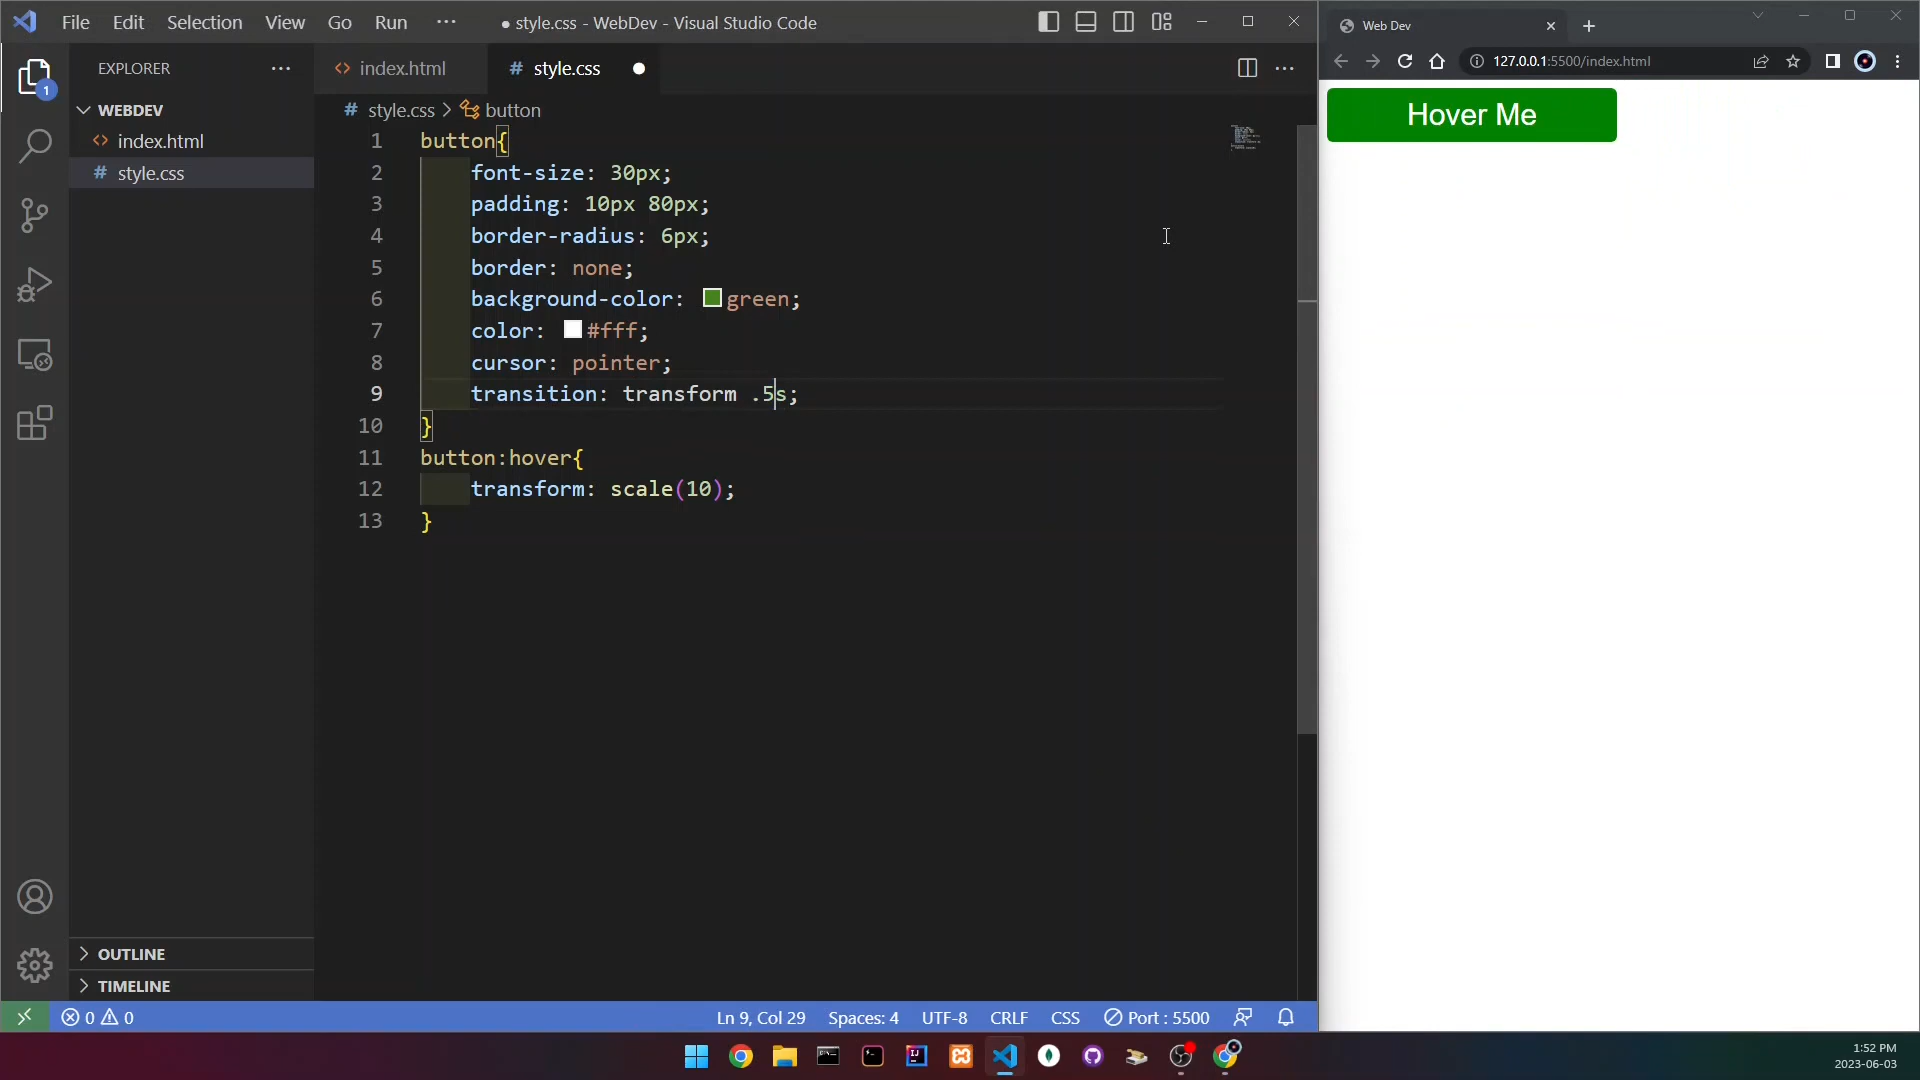 File Edit Selection View Go Run ··· ● style.css - WebDev - Visual Studio Code
EXPLORER ···
WEBDEV
<> index.html
# style.css
1
OUTLINE
TIMELINE
<> index.html # style.css ●
# style.css > button
1 button{
2 font-size: 30px;
3 padding: 10px 80px;
4 border-radius: 6px;
5 border: none;
6 background-color: green;
7 color: #fff;
8 cursor: pointer;
9 transition: transform .5s;
10 }
11 button:hover{
12 transform: scale(10);
13 }
0 0 Ln 9, Col 29 Spaces: 4 UTF-8 CRLF CSS Port : 5500
Web Dev
127.0.0.1:5500/index.html
Hover Me
1:52 PM
2023-06-03